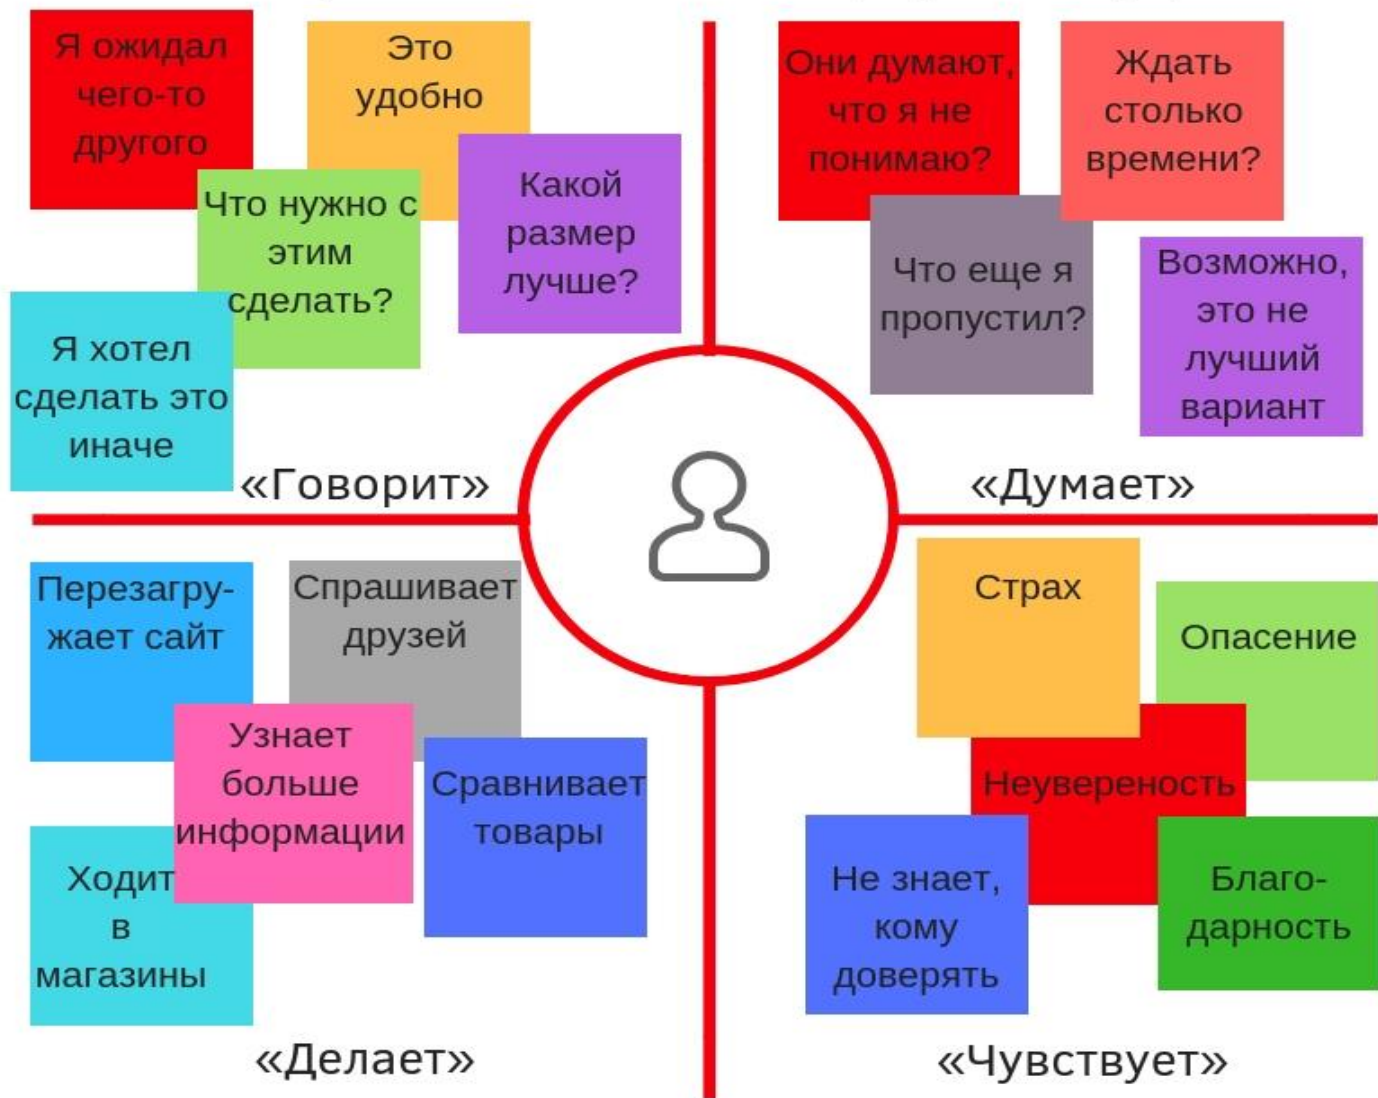 Я ожидал
чего-то
другого
Это
удобно
Что нужно с
этим
сделать?
Какой
размер
лучше?
Я хотел
сделать это
иначе
«Говорит»
Они думают,
что я не
понимаю?
Ждать
столько
времени?
Что еще я
пропустил?
Возможно,
это не
лучший
вариант
«Думает»
Перезагру-
жает сайт
Спрашивает
друзей
Узнает
больше
информации
Сравнивает
товары
Ходит
в
магазины
«Делает»
Страх
Опасение
Неувереность
Не знает,
кому
доверять
Благо-
дарность
«Чувствует»